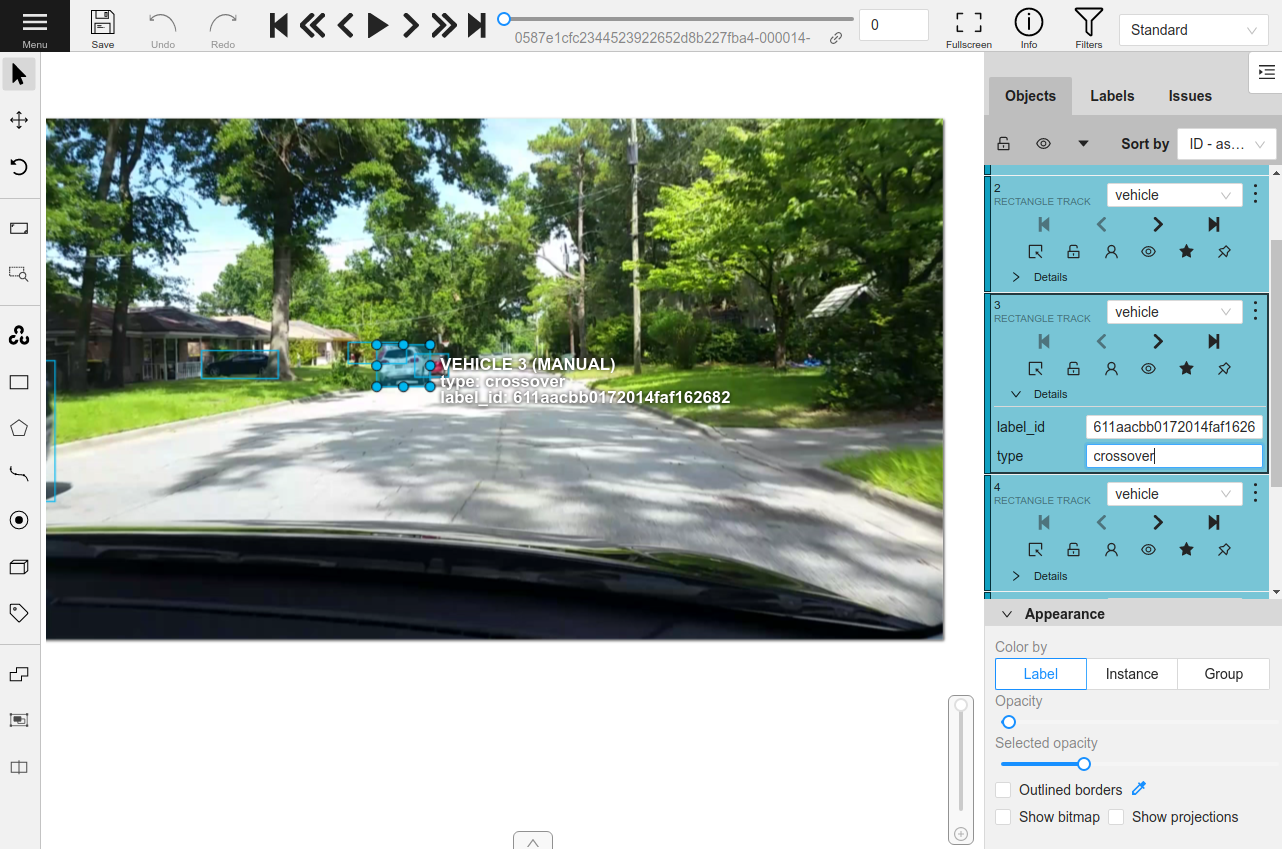 Menu
Save
Undo
Redo
0587e1cfc2344523922652d8b227fba4-000014-
0
Fullscreen
Info
Filters
Standard
Objects
Labels
Issues
Sort by
ID - as...
2
RECTANGLE TRACK
vehicle
Details
3
RECTANGLE TRACK
vehicle
Details
label_id
611aacbb0172014faf1626
type
crossover
4
RECTANGLE TRACK
vehicle
Details
VEHICLE 3 (MANUAL)
type: crossover
label_id: 611aacbb0172014faf162682
Appearance
Color by
Label
Instance
Group
Opacity
Selected opacity
Outlined borders
Show bitmap
Show projections